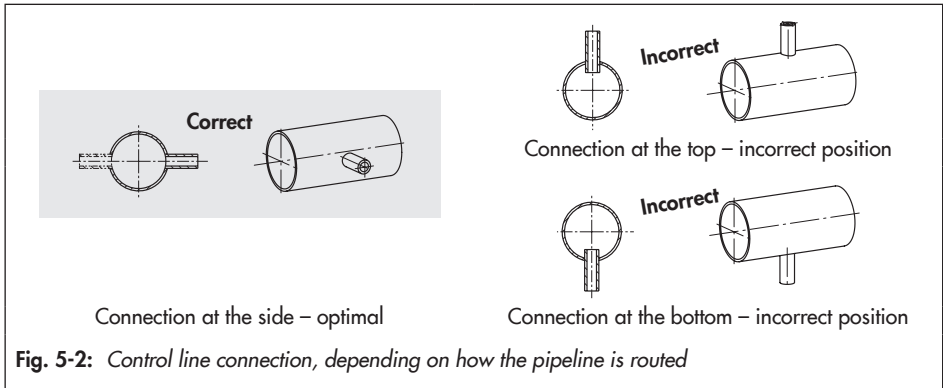 Correct
Connection at the side – optimal
Incorrect
Connection at the top – incorrect position
Incorrect
Connection at the bottom – incorrect position
Fig. 5-2: Control line connection, depending on how the pipeline is routed